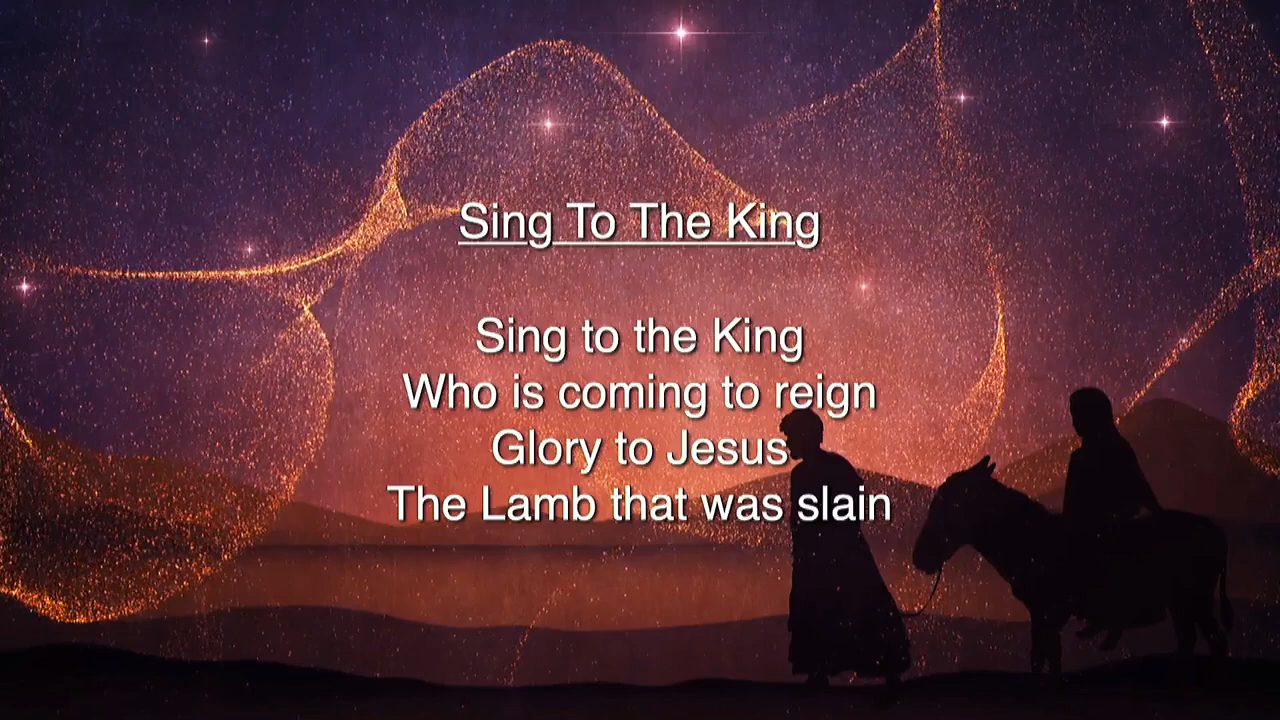 Sing To The King
Sing to the King
Who is coming to reign
Glory to Jesus
The Lamb that was slain